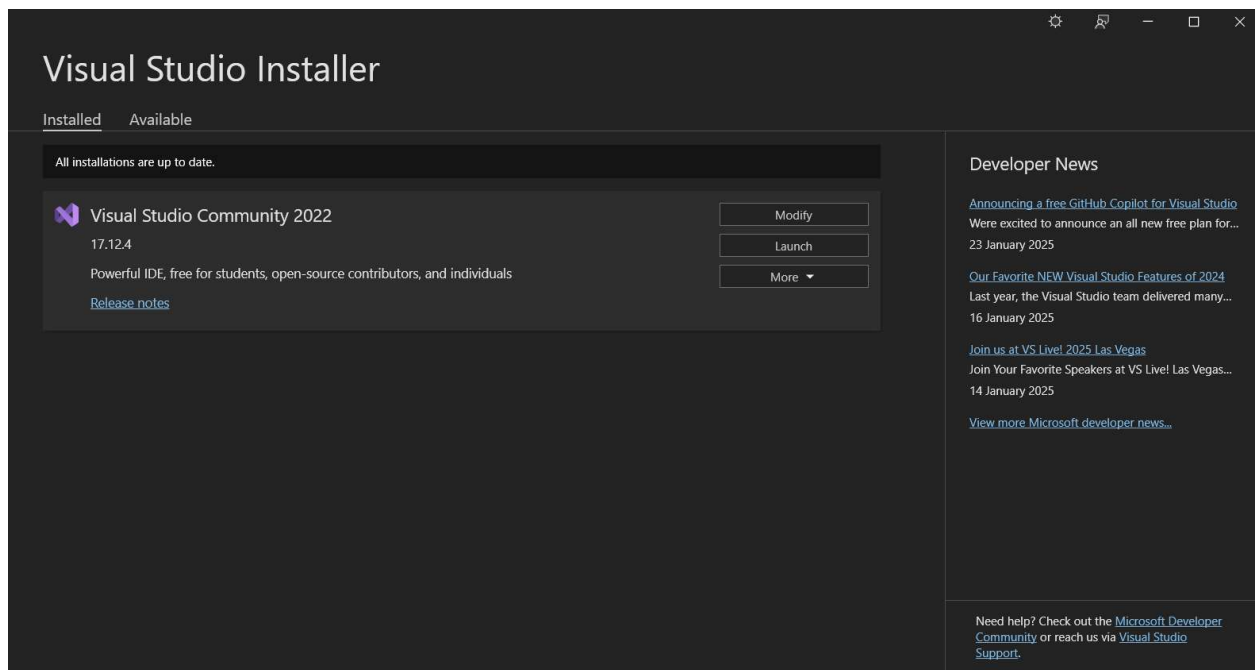 Visual Studio Installer
Installed Available
All installations are up to date.
Visual Studio Community 2022
17.12.4
Powerful IDE, free for students, open-source contributors, and individuals
Release notes
Modify
Launch
More
Developer News
Announcing a free GitHub Copilot for Visual Studio
Were excited to announce an all new free plan for...
23 January 2025
Our Favorite NEW Visual Studio Features of 2024
Last year, the Visual Studio team delivered many...
16 January 2025
Join us at VS Live! 2025 Las Vegas
Join Your Favorite Speakers at VS Live! Las Vegas...
14 January 2025
View more Microsoft developer news...
Need help? Check out the Microsoft Developer
Community or reach us via Visual Studio
Support.